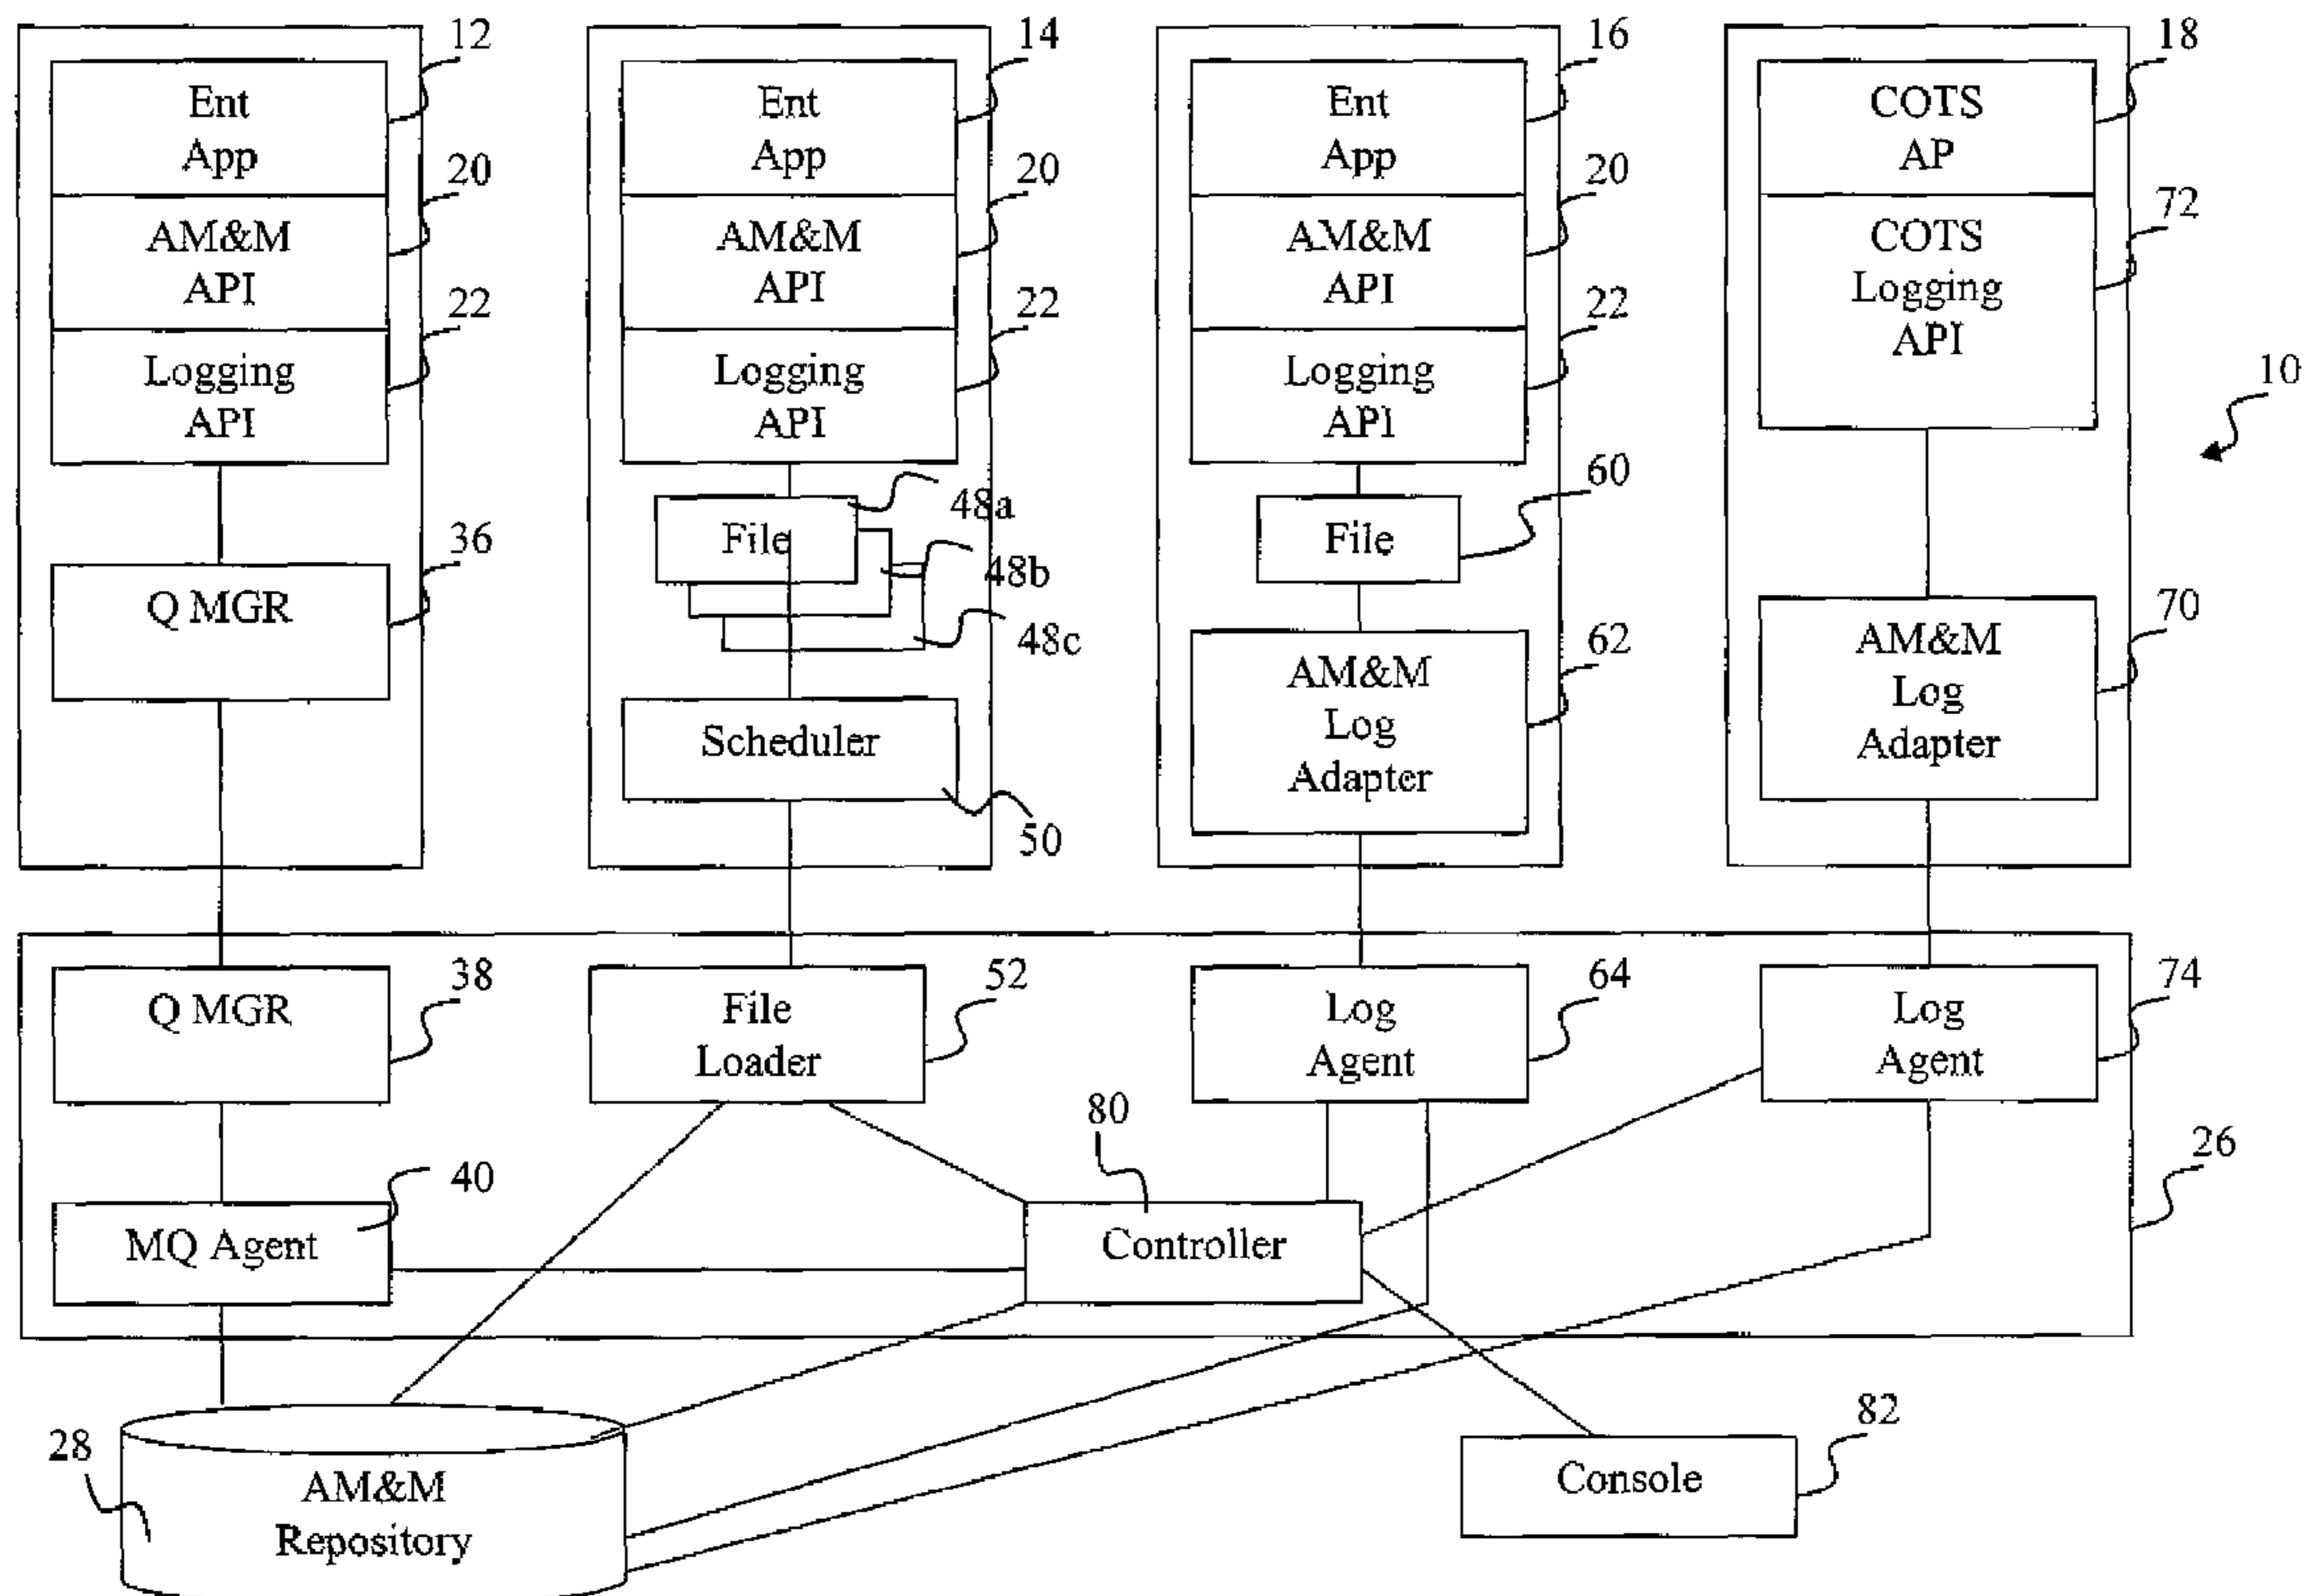 12
Ent
App
20
AM&M
API
22
Logging
API
36
Q MGR
14
Ent
App
20
AM&M
API
22
Logging
API
48a
File
48b
48c
Scheduler
50
16
Ent
App
20
AM&M
API
22
Logging
API
60
File
62
AM&M
Log
Adapter
18
COTS
AP
72
COTS
Logging
API
10
70
AM&M
Log
Adapter
38
Q MGR
52
File
Loader
64
Log
Agent
74
Log
Agent
80
26
40
MQ Agent
Controller
28
AM&M
Repository
82
Console